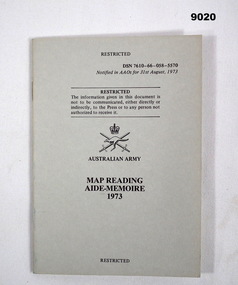 9020
RESTRICTED
DSN 7610—66—058—5570
Notified in AAOs for 31st August, 1973
RESTRICTED
The information given in this document is
not to be communicated, either directly or
indirectly, to the Press or to any person not
authorized to receive it.
AUSTRALIAN ARMY
MAP READING
AIDE-MEMOIRE
1973
RESTRICTED